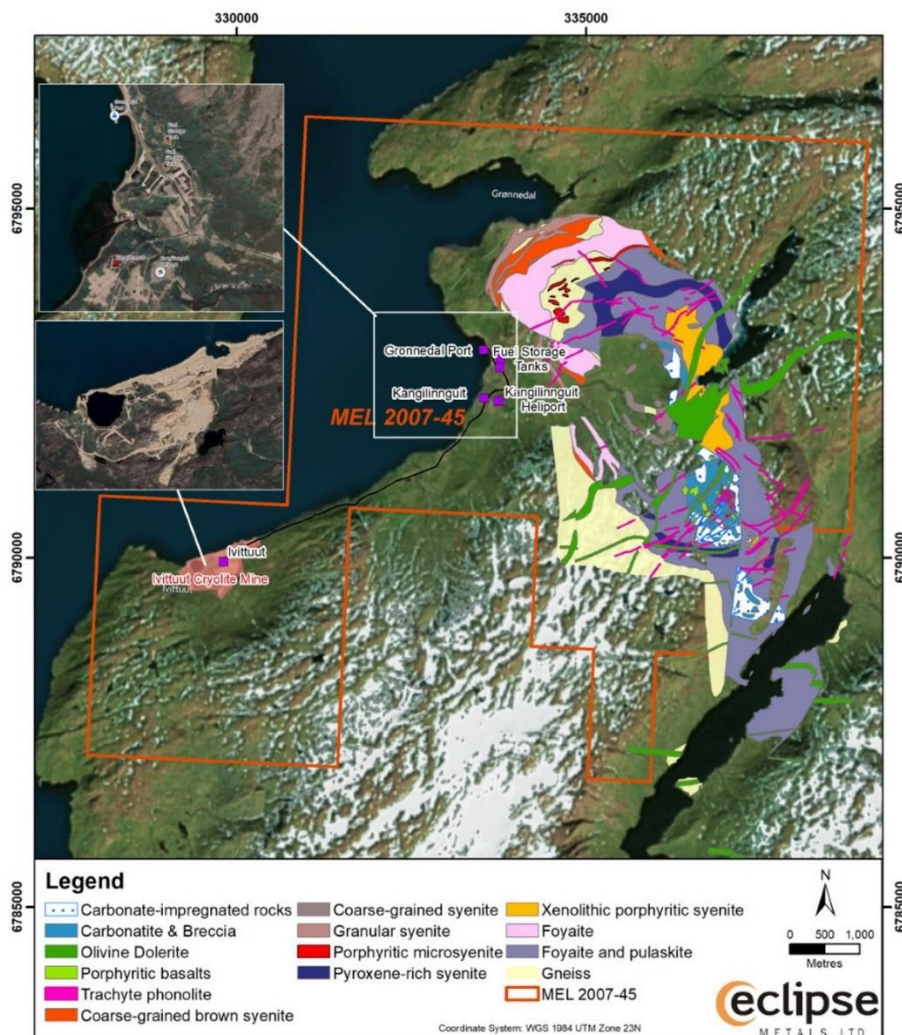 330000
335000
6795000
6795000
Grønnedal
Gronnedal Port
Fuel Storage
Tanks
Kangilinnguit
Kangilinnguit
Heliport
MEL 2007-45
6790000
6790000
Ivittuut
Ivittuut Cryolite Mine
Ivittuut
6785000
6785000
Legend
Carbonate-impregnated rocks
Carbonatite & Breccia
Olivine Dolerite
Porphyritic basalts
Trachyte phonolite
Coarse-grained brown syenite
Coarse-grained syenite
Granular syenite
Porphyritic microsyenite
Pyroxene-rich syenite
Xenolithic porphyritic syenite
Foyaite
Foyaite and pulaskite
Gneiss
MEL 2007-45
N
0 500 1,000
Metres
eclipse
METALS LTD
Coordinate System: WGS 1984 UTM Zone 23N